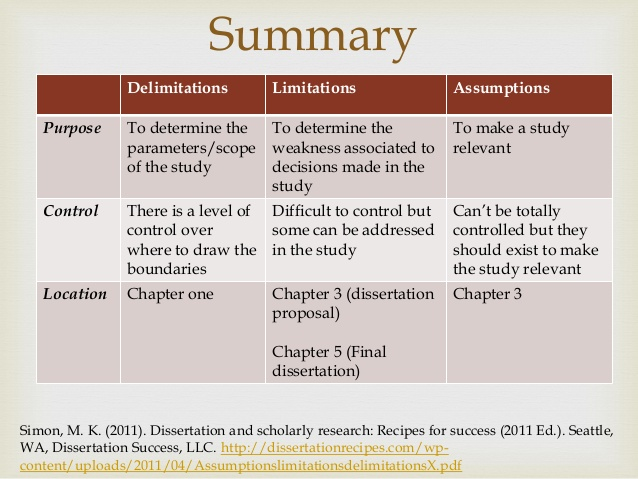 Summary
Delimitations Limitations Assumptions
Purpose To determine the parameters/scope of the study To determine the weakness associated to decisions made in the study To make a study relevant
Control There is a level of control over where to draw the boundaries Difficult to control but some can be addressed in the study Can’t be totally controlled but they should exist to make the study relevant
Location Chapter one Chapter 3 (dissertation proposal) Chapter 5 (Final dissertation) Chapter 3
Simon, M. K. (2011). Dissertation and scholarly research: Recipes for success (2011 Ed.). Seattle,
WA, Dissertation Success, LLC. http://dissertationrecipes.com/wp-
content/uploads/2011/04/AssumptionslimitationsdelimitationsX.pdf